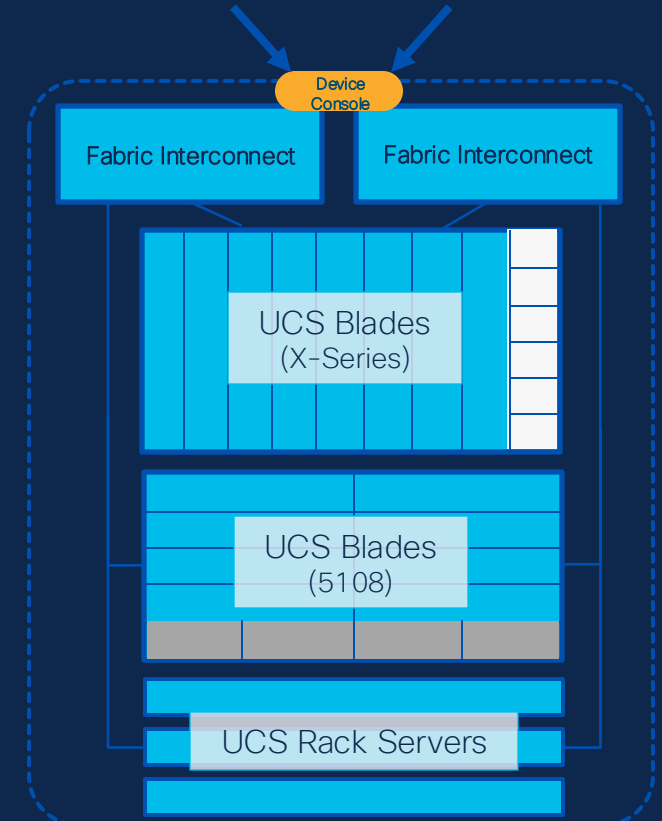 Device
Console
Fabric Interconnect
Fabric Interconnect
UCS Blades
(X-Series)
UCS Blades
(5108)
UCS Rack Servers